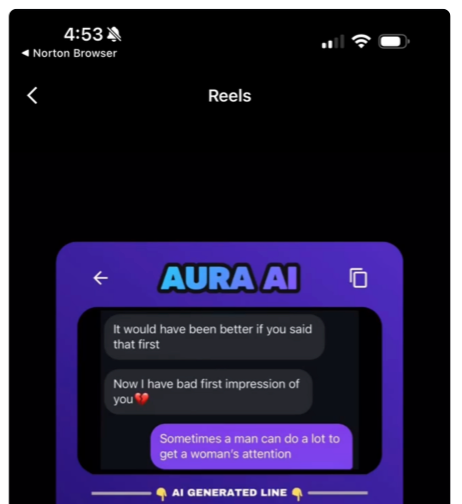 4:53
◀ Norton Browser
Reels
AURA AI
It would have been better if you said
that first
Now I have bad first impression of
you💔
Sometimes a man can do a lot to
get a woman's attention
👇 AI GENERATED LINE 👇